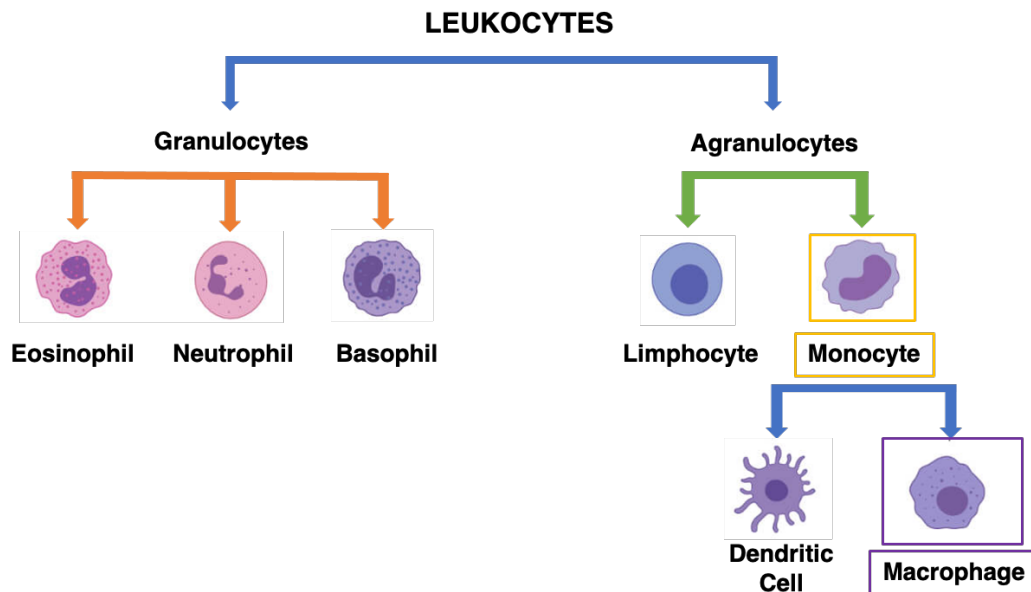 LEUKOCYTES
Granulocytes
Agranulocytes
Eosinophil
Neutrophil
Basophil
Limphocyte
Monocyte
Dendritic
Cell
Macrophage